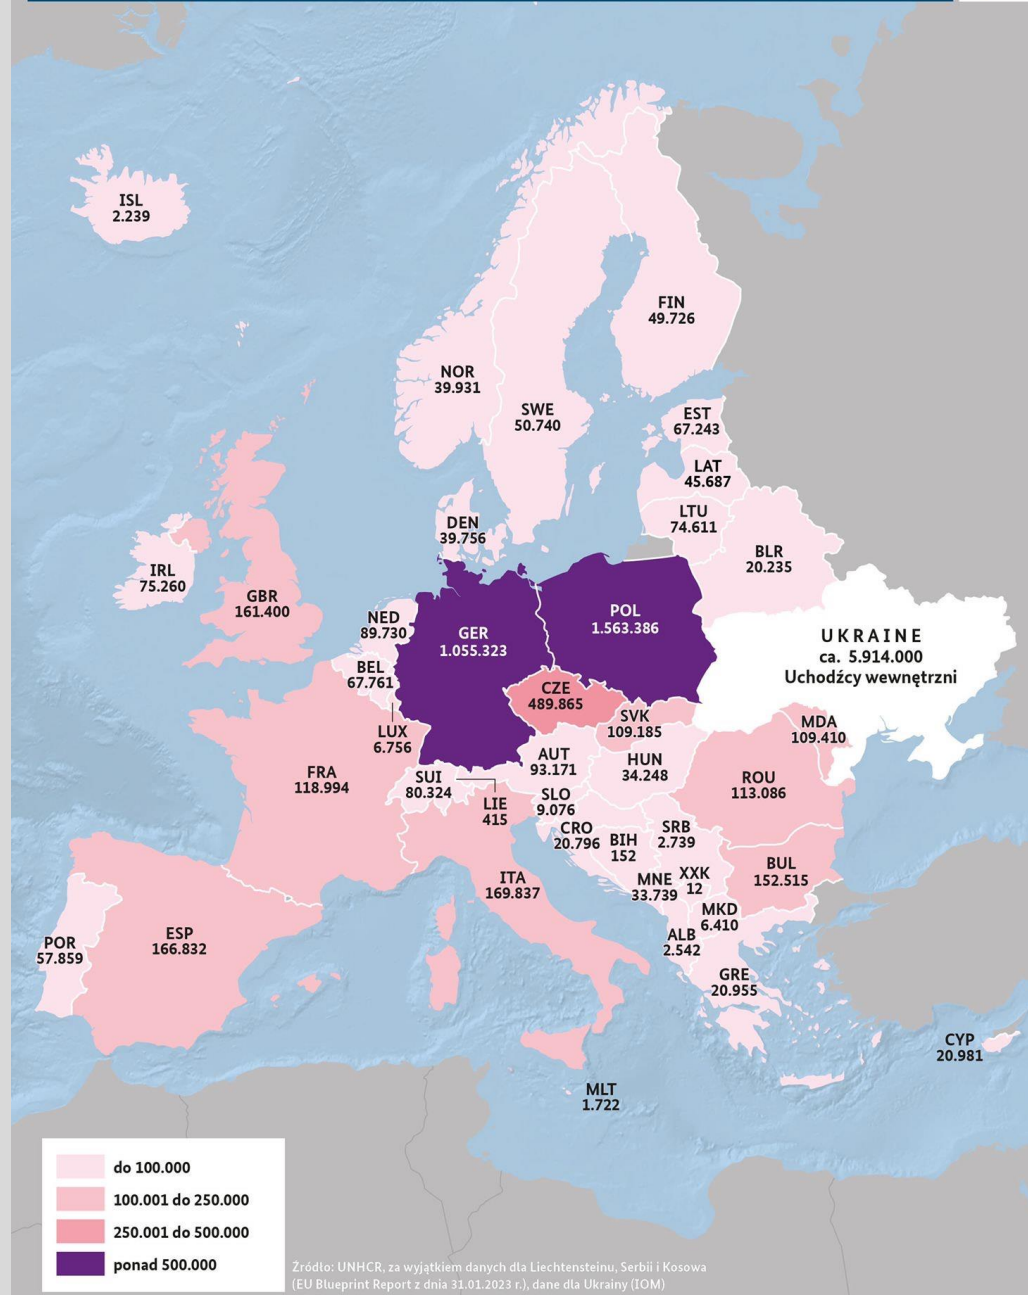 ISL
2.239
FIN
49.726
NOR
39.931
SWE
50.740
EST
67.243
LAT
45.687
LTU
74.611
DEN
39.756
BLR
20.235
IRL
75.260
GBR
161.400
NED
89.730
GER
1.055.323
POL
1.563.386
UKRAINE
ca. 5.914.000
Uchodźcy wewnętrzni
BEL
67.761
CZE
489.865
SVK
109.185
MDA
109.410
LUX
6.756
AUT
93.171
HUN
34.248
FRA
118.994
SUI
80.324
ROU
113.086
LIE
415
SLO
9.076
CRO
20.796
BIH
152
SRB
2.739
BUL
152.515
ITA
169.837
MNE
33.739
XXK
12
MKD
6.410
ESP
166.832
POR
57.859
ALB
2.542
GRE
20.955
CYP
20.981
MLT
1.722
do 100.000
100.001 do 250.000
250.001 do 500.000
ponad 500.000
Źródło: UNHCR, za wyjątkiem danych dla Liechtensteinu, Serbii i Kosowa
(EU Blueprint Report z dnia 31.01.2023 r.), dane dla Ukrainy (IOM)